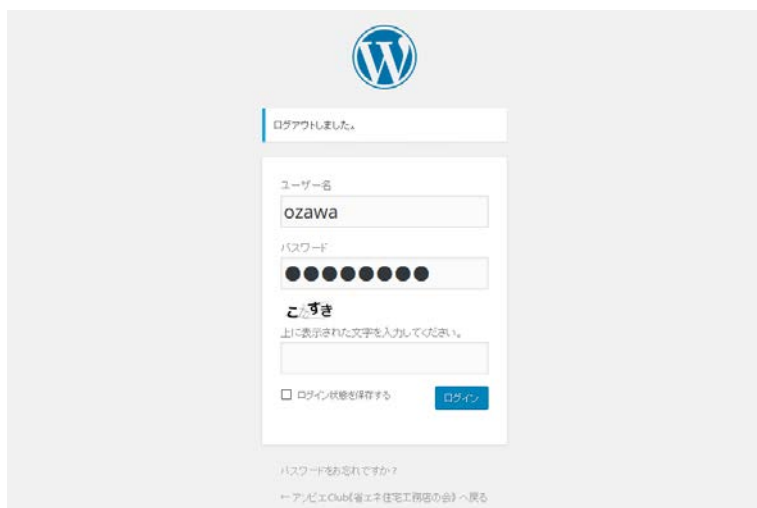 ログアウトしました。
ユーザー名
ozawa
パスワード
こたすき
上に表示された文字を入力してください。
ログイン状態を保存する
ログイン
パスワードをお忘れですか ?
← アンビエClub《省エネ住宅工務店の会》 へ戻る